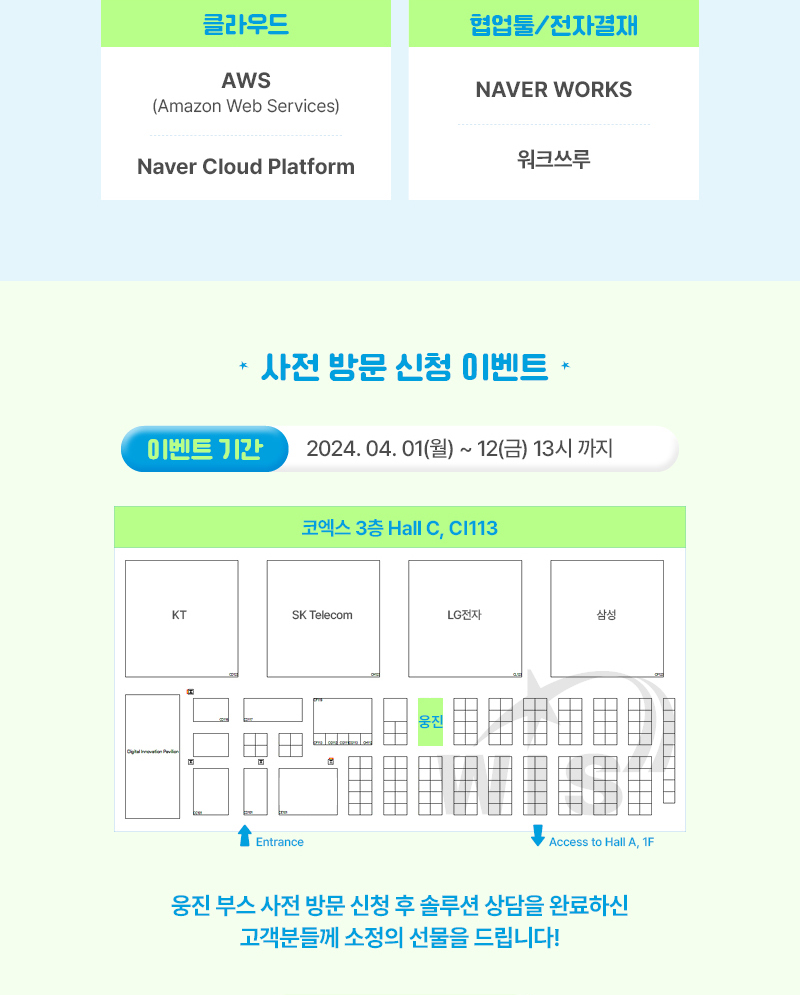 클라우드
협업툴/전자결재
AWS
(Amazon Web Services)
Naver Cloud Platform
NAVER WORKS
워크쓰루
사전 방문 신청 이벤트
이벤트 기간
2024. 04. 01(월) ~ 12(금) 13시 까지
코엑스 3층 Hall C, CI113
KT
SK Telecom
LG전자
삼성
웅진
Digital Innovation Pavilion
WIS
Entrance
Access to Hall A, 1F
웅진 부스 사전 방문 신청 후 솔루션 상담을 완료하신
고객분들께 소정의 선물을 드립니다!